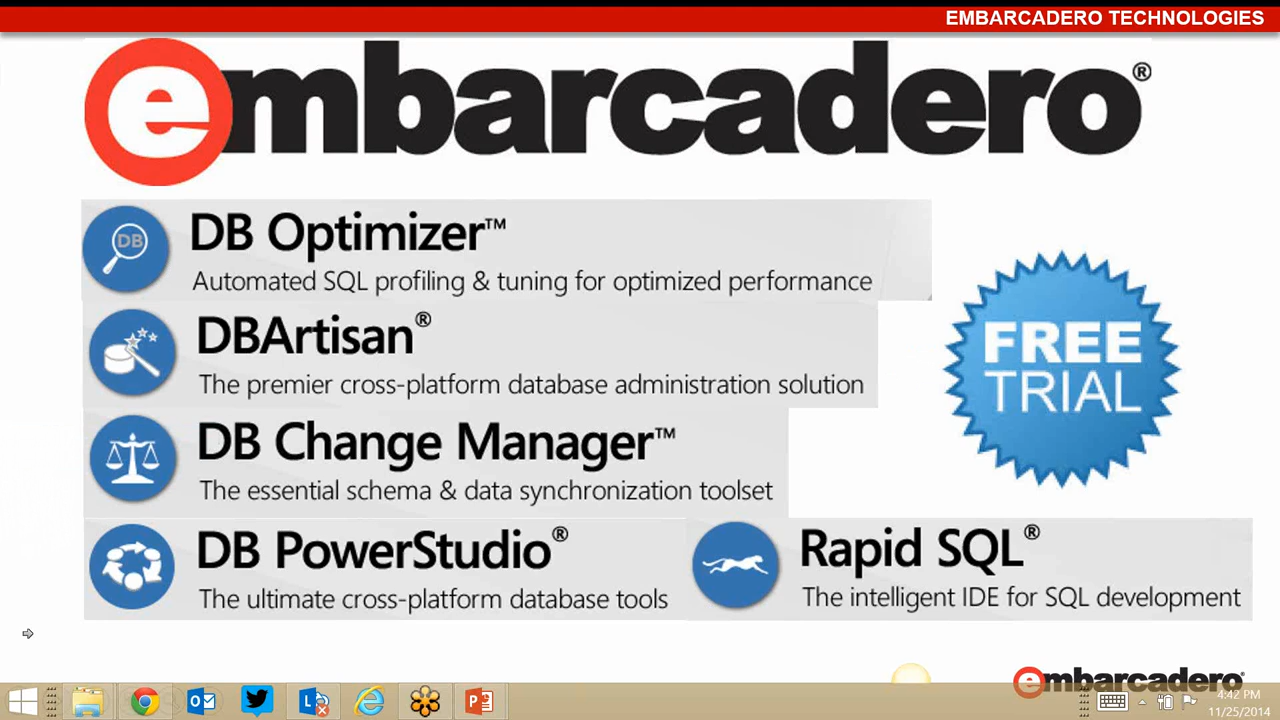 EMBARCADERO TECHNOLOGIES
embarcadero®
DB
DB Optimizer™
Automated SQL profiling & tuning for optimized performance
DBArtisan®
The premier cross-platform database administration solution
FREE
TRIAL
DB Change Manager™
The essential schema & data synchronization toolset
DB PowerStudio®
The ultimate cross-platform database tools
Rapid SQL®
The intelligent IDE for SQL development
embarcadero®
4:42 PM
11/25/2014